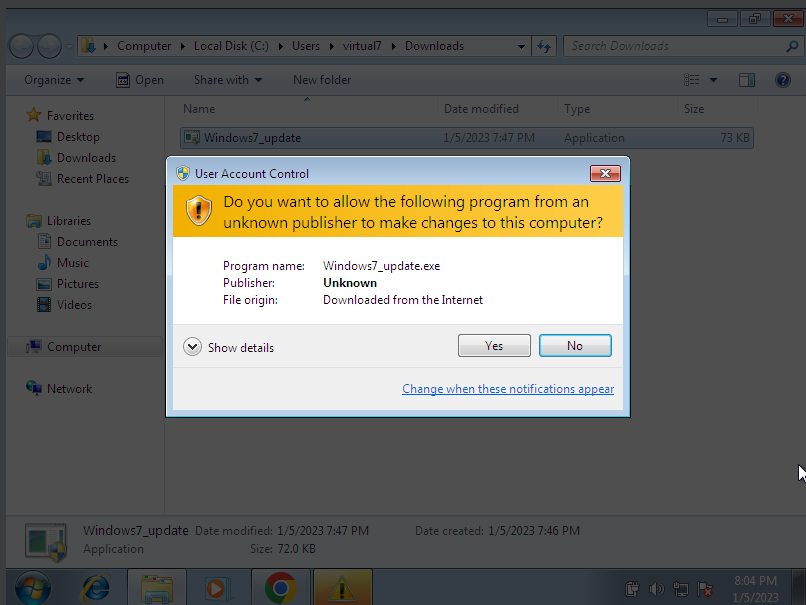 Computer Local Disk (C:) Users virtual7 Downloads Search Downloads
Organize Open Share with New folder
Name Date modified Type Size
Windows7_update 1/5/2023 7:47 PM Application 73 KB
Favorites
Desktop
Downloads
Recent Places
Libraries
Documents
Music
Pictures
Videos
Computer
Network
User Account Control
Do you want to allow the following program from an
unknown publisher to make changes to this computer?
Program name: Windows7_update.exe
Publisher: Unknown
File origin: Downloaded from the Internet
Show details Yes No
Change when these notifications appear
Windows7_update Date modified: 1/5/2023 7:47 PM Date created: 1/5/2023 7:46 PM
Application Size: 72.0 KB
8:04 PM
1/5/2023